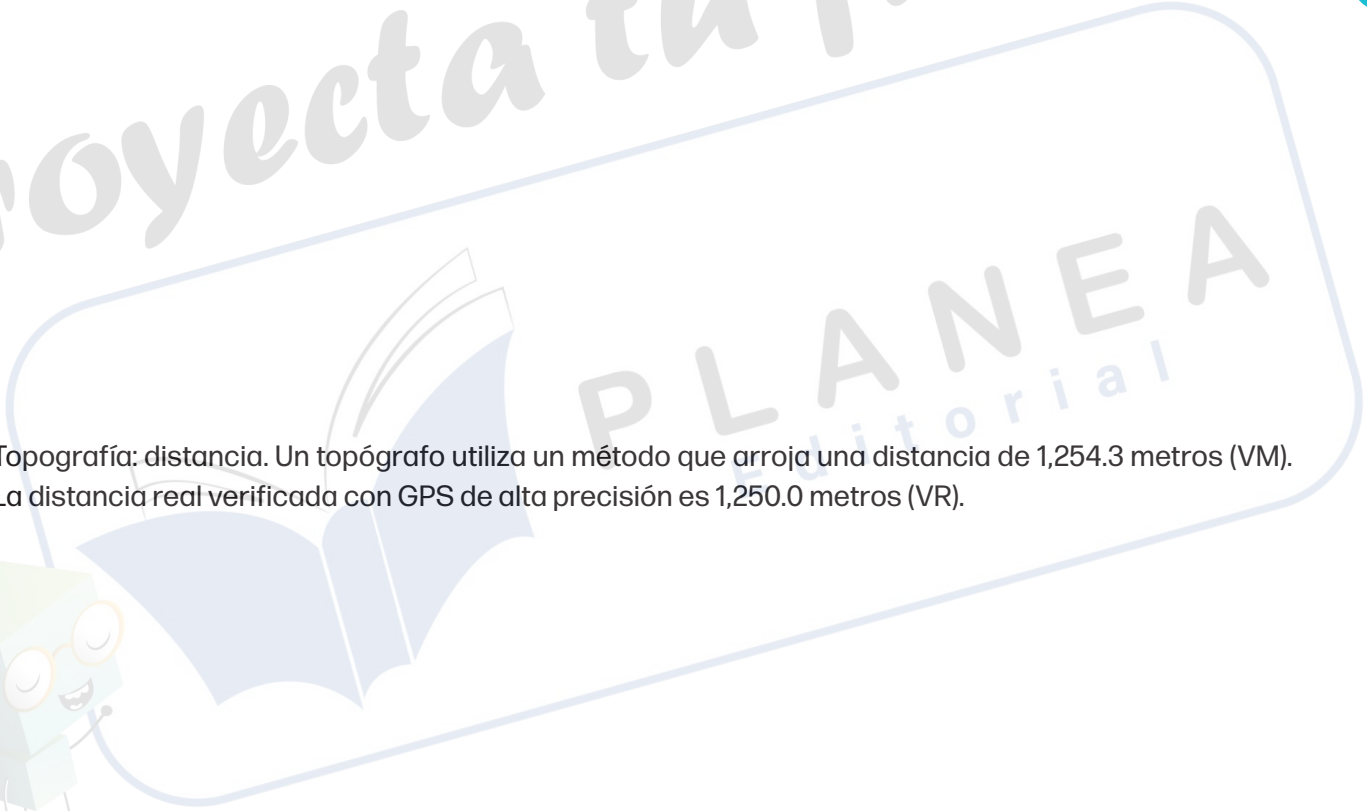 oyecta tu
PLANEA
Editorial
Topografía: distancia. Un topógrafo utiliza un método que arroja una distancia de 1,254.3 metros (VM).
La distancia real verificada con GPS de alta precisión es 1,250.0 metros (VR).